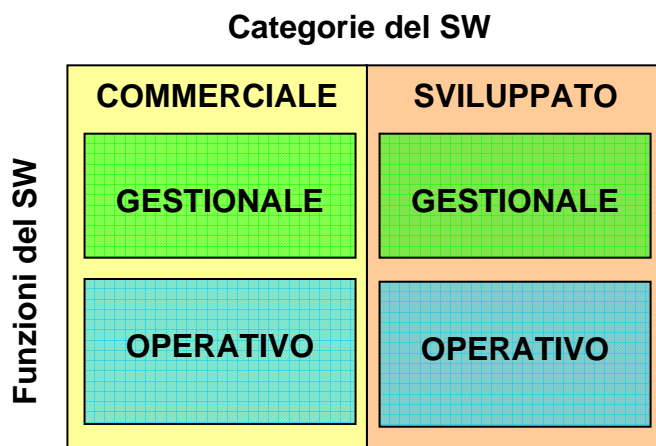 Categorie del SW
Funzioni del SW
COMMERCIALE
SVILUPPATO
GESTIONALE
GESTIONALE
OPERATIVO
OPERATIVO